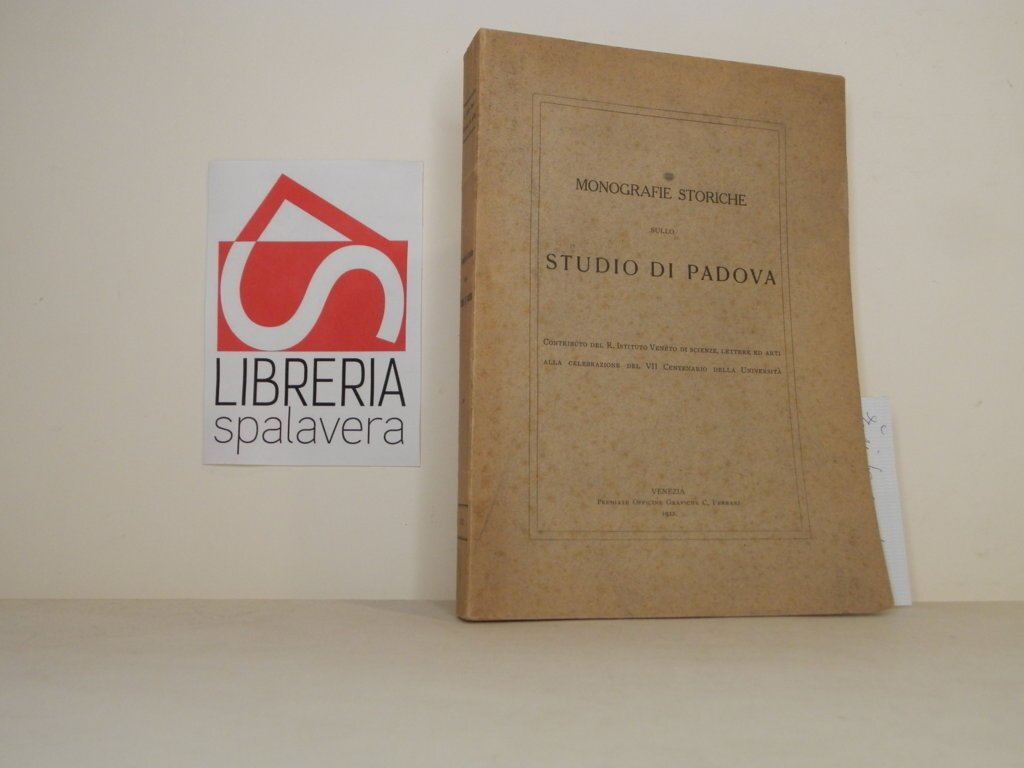 LIBRERIA
spalavera
MONOGRAFIE STORICHE
SULLO
STUDIO DI PADOVA
CONTRIBUTO DEL R. ISTITUTO VENETO DI SCIENZE, LETTERE ED ARTI
ALLA CELEBRAZIONE DEL VII CENTENARIO DELLA UNIVERSITÀ
VENEZIA
PREMIATE OFFICINE GRAFICHE C. FERRARI
1922.